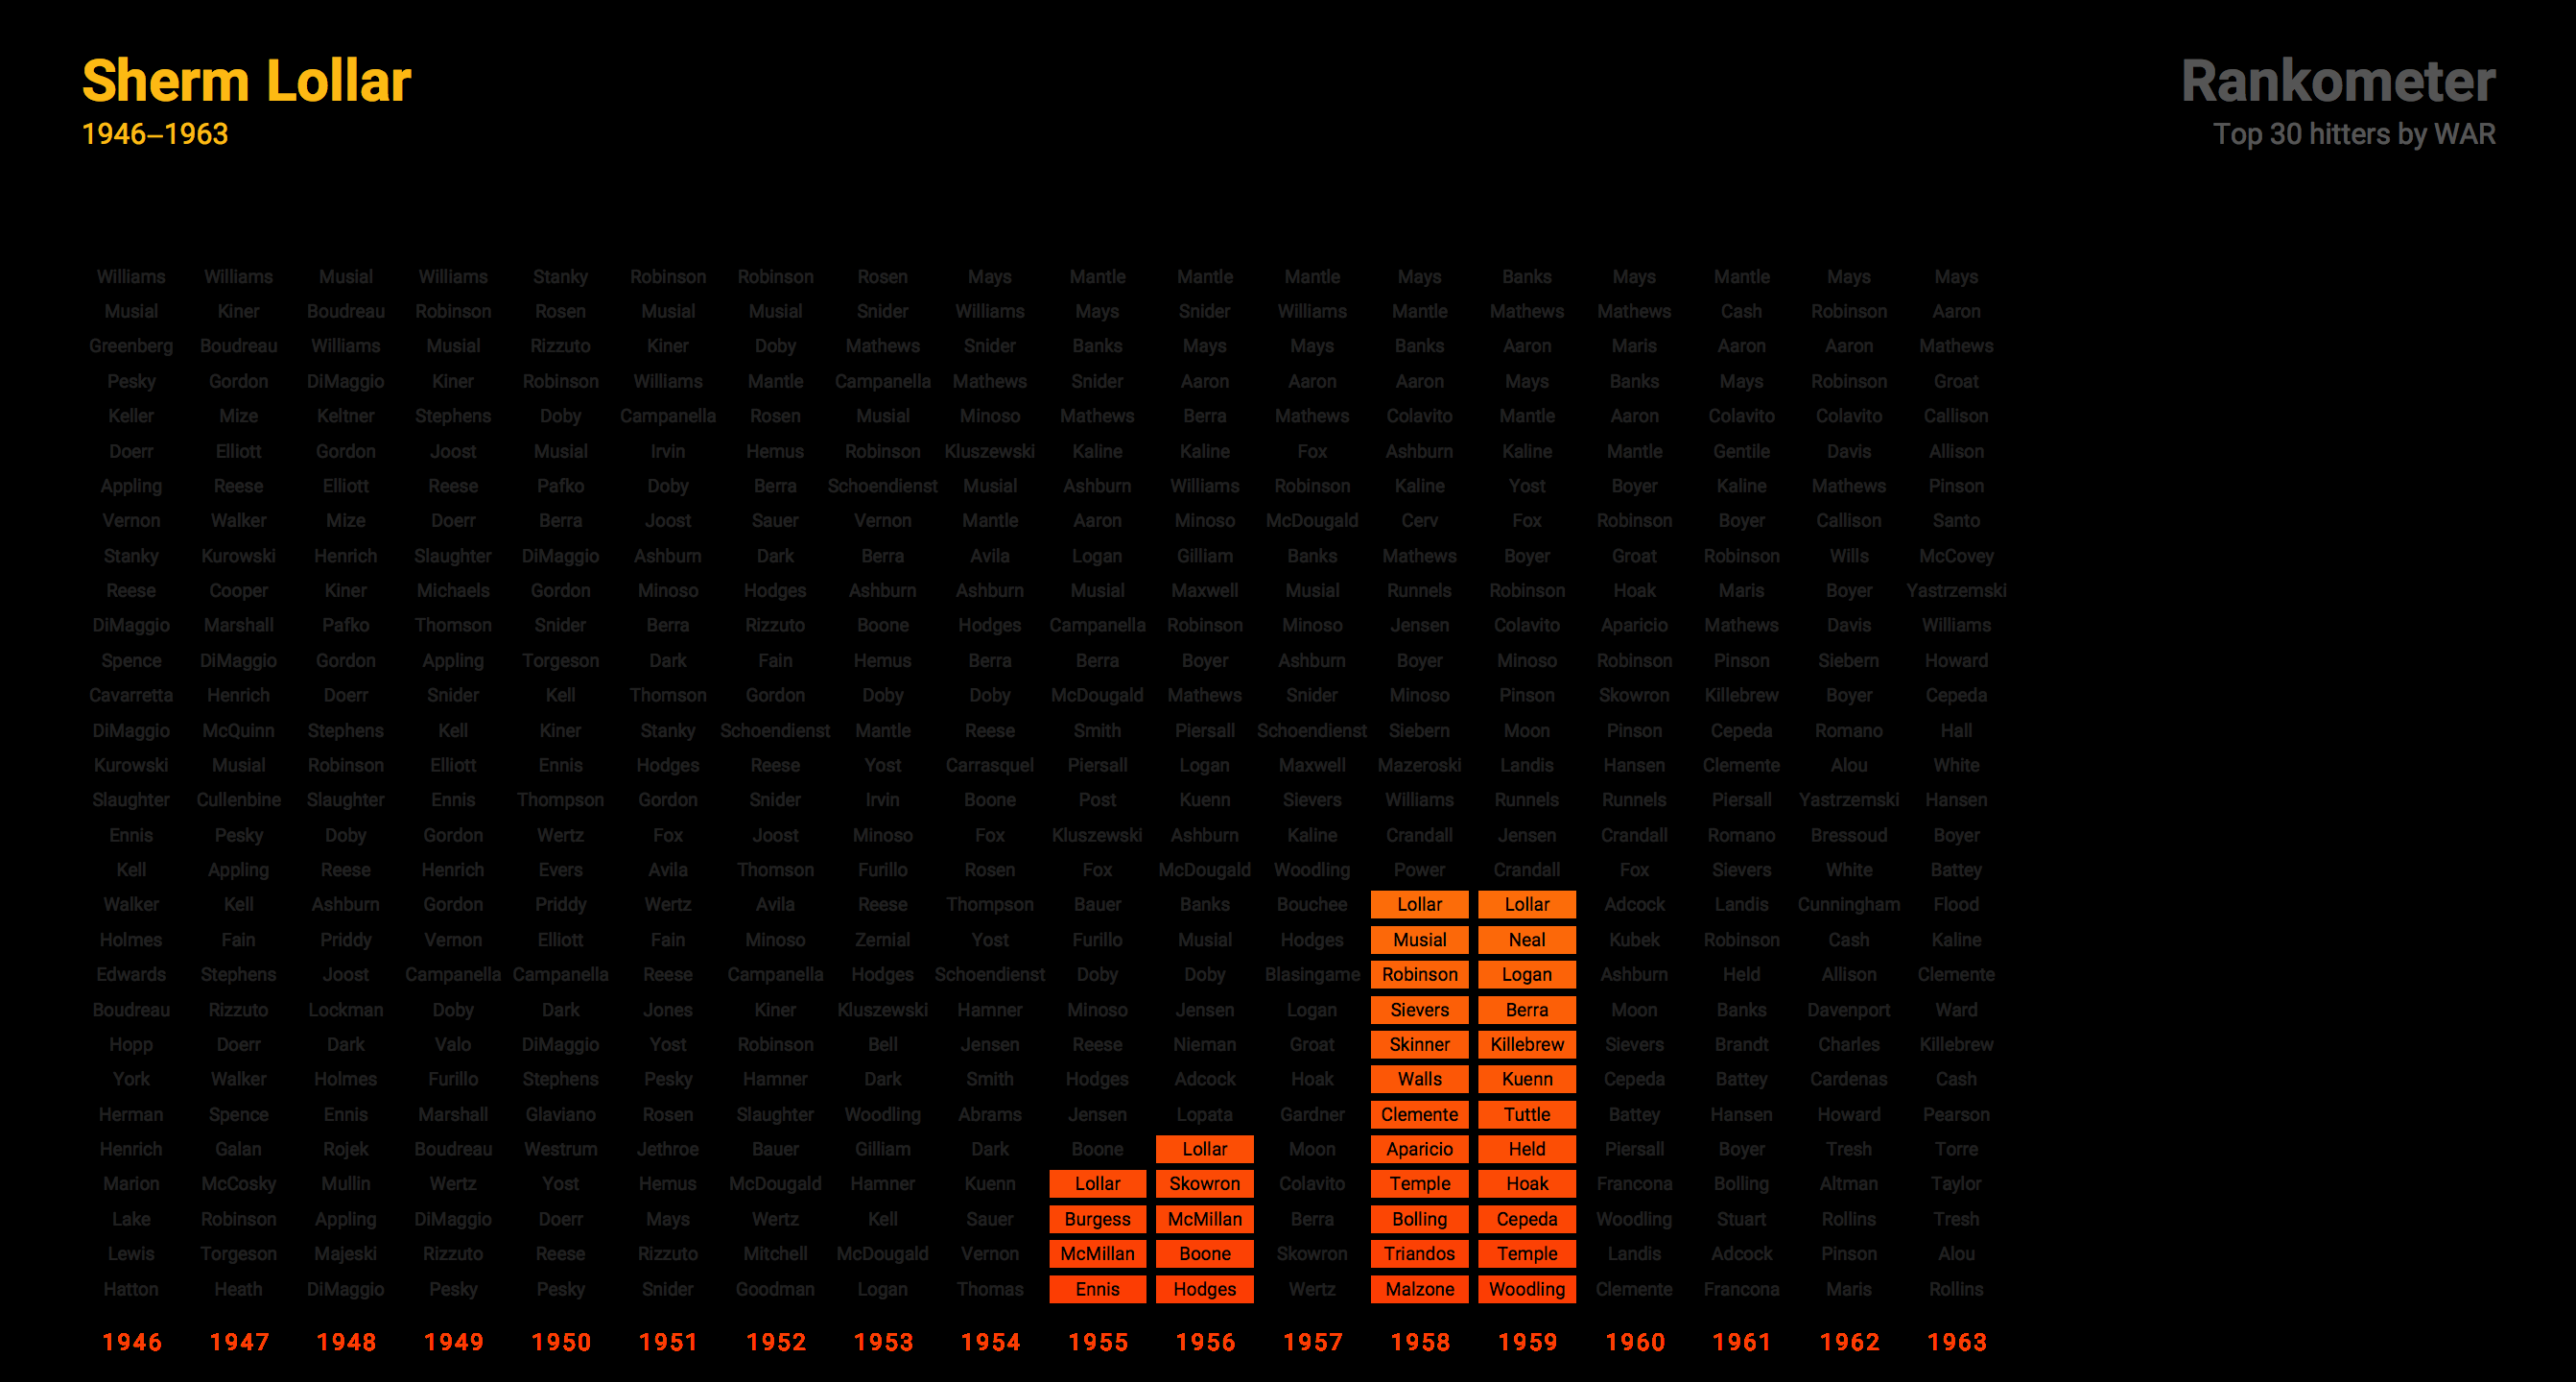 Sherm Lollar
1946–1963
Rankometer
Top 30 hitters by WAR
Williams Williams Musial Williams Stanky Robinson Robinson Rosen Mays Mantle Mantle Mantle Mays Banks Mays Mantle Mays Mays
Musial Kiner Boudreau Robinson Rosen Musial Musial Snider Williams Mays Snider Williams Mantle Mathews Mathews Cash Robinson Aaron
Greenberg Boudreau Williams Musial Rizzuto Kiner Doby Mathews Snider Banks Mays Mays Banks Aaron Maris Aaron Aaron Mathews
Pesky Gordon DiMaggio Kiner Robinson Williams Mantle Campanella Mathews Snider Aaron Aaron Aaron Mays Banks Mays Robinson Groat
Keller Mize Keltner Stephens Doby Campanella Rosen Musial Minoso Mathews Berra Mathews Colavito Mantle Aaron Colavito Colavito Callison
Doerr Elliott Gordon Joost Musial Irvin Hemus Robinson Kluszewski Kaline Kaline Fox Ashburn Kaline Mantle Gentile Davis Allison
Appling Reese Elliott Reese Pafko Doby Berra Schoendienst Musial Ashburn Williams Robinson Kaline Yost Boyer Kaline Mathews Pinson
Vernon Walker Mize Doerr Berra Joost Sauer Vernon Mantle Aaron Minoso McDougald Cerv Fox Robinson Boyer Callison Santo
Stanky Kurowski Henrich Slaughter DiMaggio Ashburn Dark Berra Avila Logan Gilliam Banks Mathews Boyer Groat Robinson Wills McCovey
Reese Cooper Kiner Michaels Gordon Minoso Hodges Ashburn Ashburn Musial Maxwell Musial Runnels Robinson Hoak Maris Boyer Yastrzemski
DiMaggio Marshall Pafko Thomson Snider Berra Rizzuto Boone Hodges Campanella Robinson Minoso Jensen Colavito Aparicio Mathews Davis Williams
Spence DiMaggio Gordon Appling Torgeson Dark Fain Hemus Berra Berra Boyer Ashburn Boyer Minoso Robinson Pinson Siebern Howard
Cavarretta Henrich Doerr Snider Kell Thomson Gordon Doby Doby McDougald Mathews Snider Minoso Pinson Skowron Killebrew Boyer Cepeda
DiMaggio McQuinn Stephens Kell Kiner Stanky Schoendienst Mantle Reese Smith Piersall Schoendienst Siebern Moon Pinson Cepeda Romano Hall
Kurowski Musial Robinson Elliott Ennis Hodges Reese Yost Carrasquel Piersall Logan Maxwell Mazeroski Landis Hansen Clemente Alou White
Slaughter Cullenbine Slaughter Ennis Thompson Gordon Snider Irvin Boone Post Kuenn Sievers Williams Runnels Runnels Piersall Yastrzemski Hansen
Ennis Pesky Doby Gordon Wertz Fox Joost Minoso Fox Kluszewski Ashburn Kaline Crandall Jensen Crandall Romano Bressoud Boyer
Kell Appling Reese Henrich Evers Avila Thomson Furillo Rosen Fox McDougald Woodling Power Crandall Fox Sievers White Battey
Walker Kell Ashburn Gordon Priddy Wertz Avila Reese Thompson Bauer Banks Bouchee Lollar Lollar Adcock Landis Cunningham Flood
Holmes Fain Priddy Vernon Elliott Fain Minoso Zernial Yost Furillo Musial Hodges Musial Neal Kubek Robinson Cash Kaline
Edwards Stephens Joost Campanella Campanella Reese Campanella Hodges Schoendienst Doby Doby Blasingame Robinson Logan Ashburn Held Allison Clemente
Boudreau Rizzuto Lockman Doby Dark Jones Kiner Kluszewski Hamner Minoso Jensen Logan Sievers Berra Moon Banks Davenport Ward
Hopp Doerr Dark Valo DiMaggio Yost Robinson Bell Jensen Reese Nieman Groat Skinner Killebrew Sievers Brandt Charles Killebrew
York Walker Holmes Furillo Stephens Pesky Hamner Dark Smith Hodges Adcock Hoak Walls Kuenn Cepeda Battey Cardenas Cash
Herman Spence Ennis Marshall Glaviano Rosen Slaughter Woodling Abrams Jensen Lopata Gardner Clemente Tuttle Battey Hansen Howard Pearson
Henrich Galan Rojek Boudreau Westrum Jethroe Bauer Gilliam Dark Boone Lollar Moon Aparicio Held Piersall Boyer Tresh Torre
Marion McCosky Mullin Wertz Yost Hemus McDougald Hamner Kuenn Lollar Skowron Colavito Temple Hoak Francona Bolling Altman Taylor
Lake Robinson Appling DiMaggio Doerr Mays Wertz Kell Sauer Burgess McMillan Berra Bolling Cepeda Woodling Stuart Rollins Tresh
Lewis Torgeson Majeski Rizzuto Reese Rizzuto Mitchell McDougald Vernon McMillan Boone Skowron Triandos Temple Landis Adcock Pinson Alou
Hatton Heath DiMaggio Pesky Pesky Snider Goodman Logan Thomas Ennis Hodges Wertz Malzone Woodling Clemente Francona Maris Rollins
1946 1947 1948 1949 1950 1951 1952 1953 1954 1955 1956 1957 1958 1959 1960 1961 1962 1963